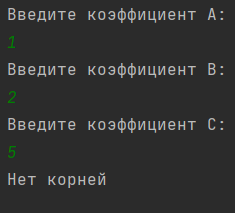 Введите коэффициент A:
1
Введите коэффициент B:
2
Введите коэффициент C:
5
Нет корней